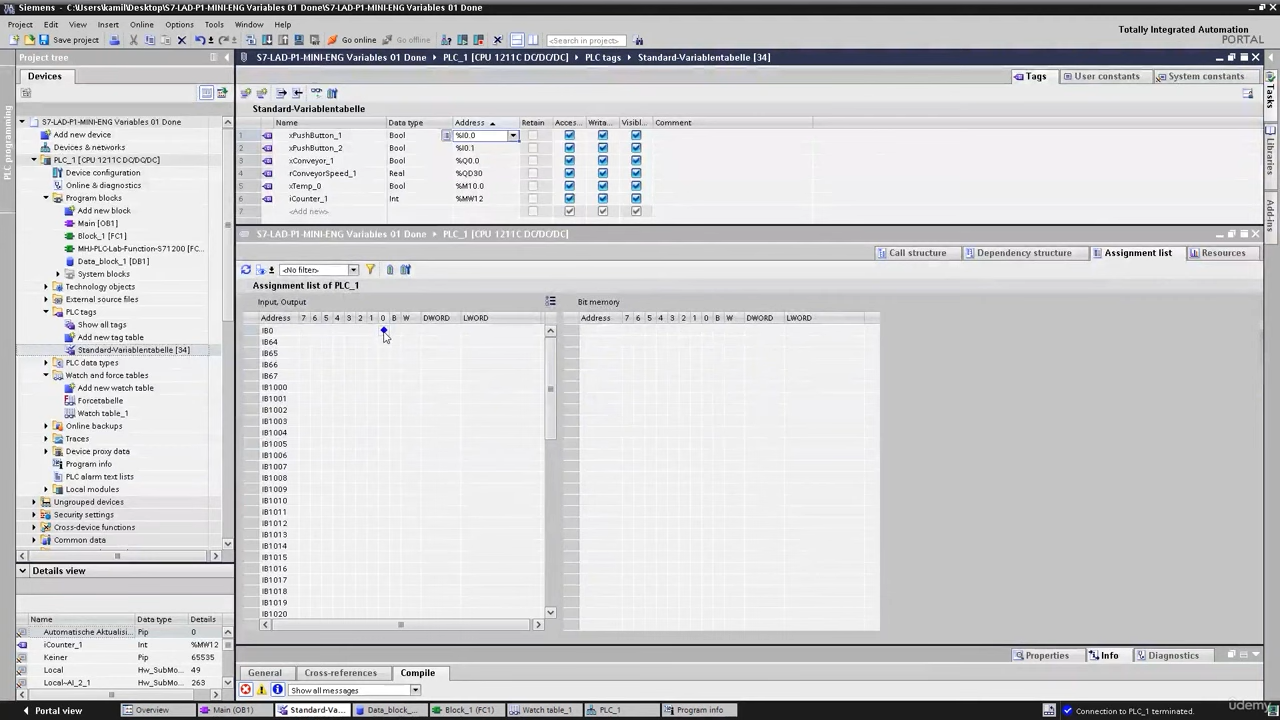 Siemens - C:\Users\kamil\Desktop\S7-LAD-P1-MINI-ENG Variables 01 Done\S7-LAD-P1-MINI-ENG Variables 01 Done
Project Edit View Insert Online Options Tools Window Help
Totally Integrated Automation
PORTAL
Save project Go online Go offline <Search in project>
Project tree
S7-LAD-P1-MINI-ENG Variables 01 Done PLC_1 [CPU 1211C DC/DC/DC] PLC tags Standard-Variablentabelle [34]
Devices
Tags User constants System constants
PLC programming
Tasks
Add-ins
Standard-Variablentabelle
Name Data type Address Retain Acces... Writa... Visibl... Comment
1 xPushButton_1 Bool %I0.0
2 xPushButton_2 Bool %I0.1
3 xConveyor_1 Bool %Q0.0
4 rConveyorSpeed_1 Real %QD30
5 xTemp_0 Bool %M10.0
6 iCounter_1 Int %MW12
7 <Add new>
S7-LAD-P1-MINI-ENG Variables 01 Done
Add new device
Devices & networks
PLC_1 [CPU 1211C DC/DC/DC]
Device configuration
Online & diagnostics
Program blocks
Add new block
Main [OB1]
Block_1 [FC1]
MHJ-PLC-Lab-Function-S71200 [FC...
Data_block_1 [DB1]
System blocks
Technology objects
External source files
PLC tags
Show all tags
Add new tag table
Standard-Variablentabelle [34]
PLC data types
Watch and force tables
Add new watch table
Forcetabelle
Watch table_1
Online backups
Traces
Device proxy data
Program info
PLC alarm text lists
Local modules
Ungrouped devices
Security settings
Cross-device functions
Common data
S7-LAD-P1-MINI-ENG Variables 01 Done PLC_1 [CPU 1211C DC/DC/DC]
Call structure Dependency structure Assignment list Resources
<No filter>
Assignment list of PLC_1
Input, Output
Address 7 6 5 4 3 2 1 0 B W DWORD LWORD
IB0
IB64
IB65
IB66
IB67
IB1000
IB1001
IB1002
IB1003
IB1004
IB1005
IB1006
IB1007
IB1008
IB1009
IB1010
IB1011
IB1012
IB1013
IB1014
IB1015
IB1016
IB1017
IB1018
IB1019
IB1020
Bit memory
Address 7 6 5 4 3 2 1 0 B W DWORD LWORD
Details view
Name Data type Details
Automatische Aktualisi... Pip 0
iCounter_1 Int %MW12
Keiner Pip 65535
Local Hw_SubMo... 49
Local~AI_2_1 Hw_SubMo... 263
Properties Info Diagnostics
General Cross-references Compile
Show all messages
Portal view Overview Main (OB1) Standard-Va... Data_block_... Block_1 (FC1) Watch table_1 PLC_1 Program info Connection to PLC_1 terminated.
udemy